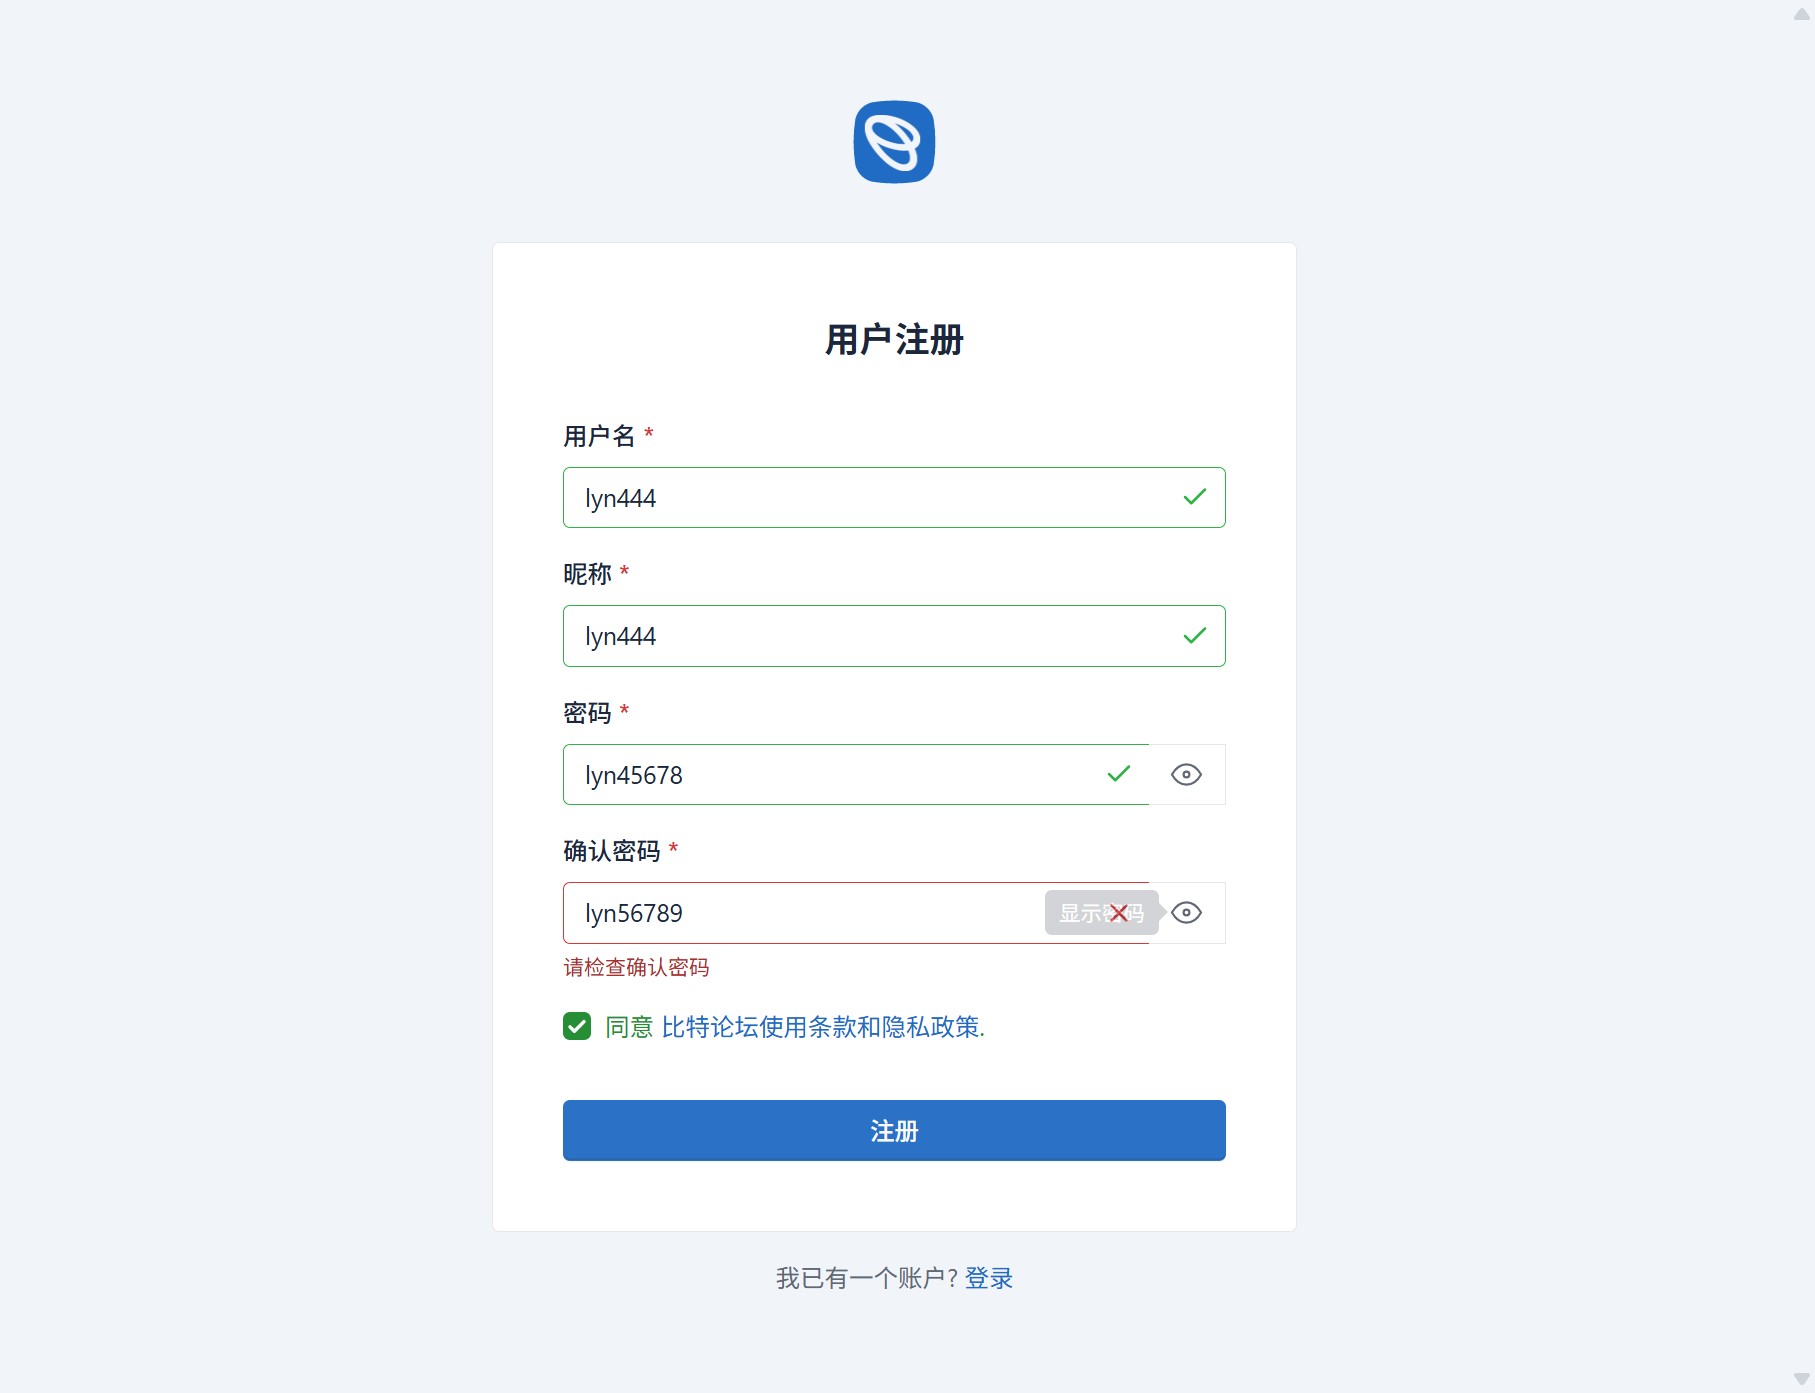 用户注册
用户名 *
lyn444
昵称 *
lyn444
密码 *
lyn45678
确认密码 *
lyn56789
显示密码
请检查确认密码
同意 比特论坛使用条款和隐私政策.
注册
我已有一个账户? 登录